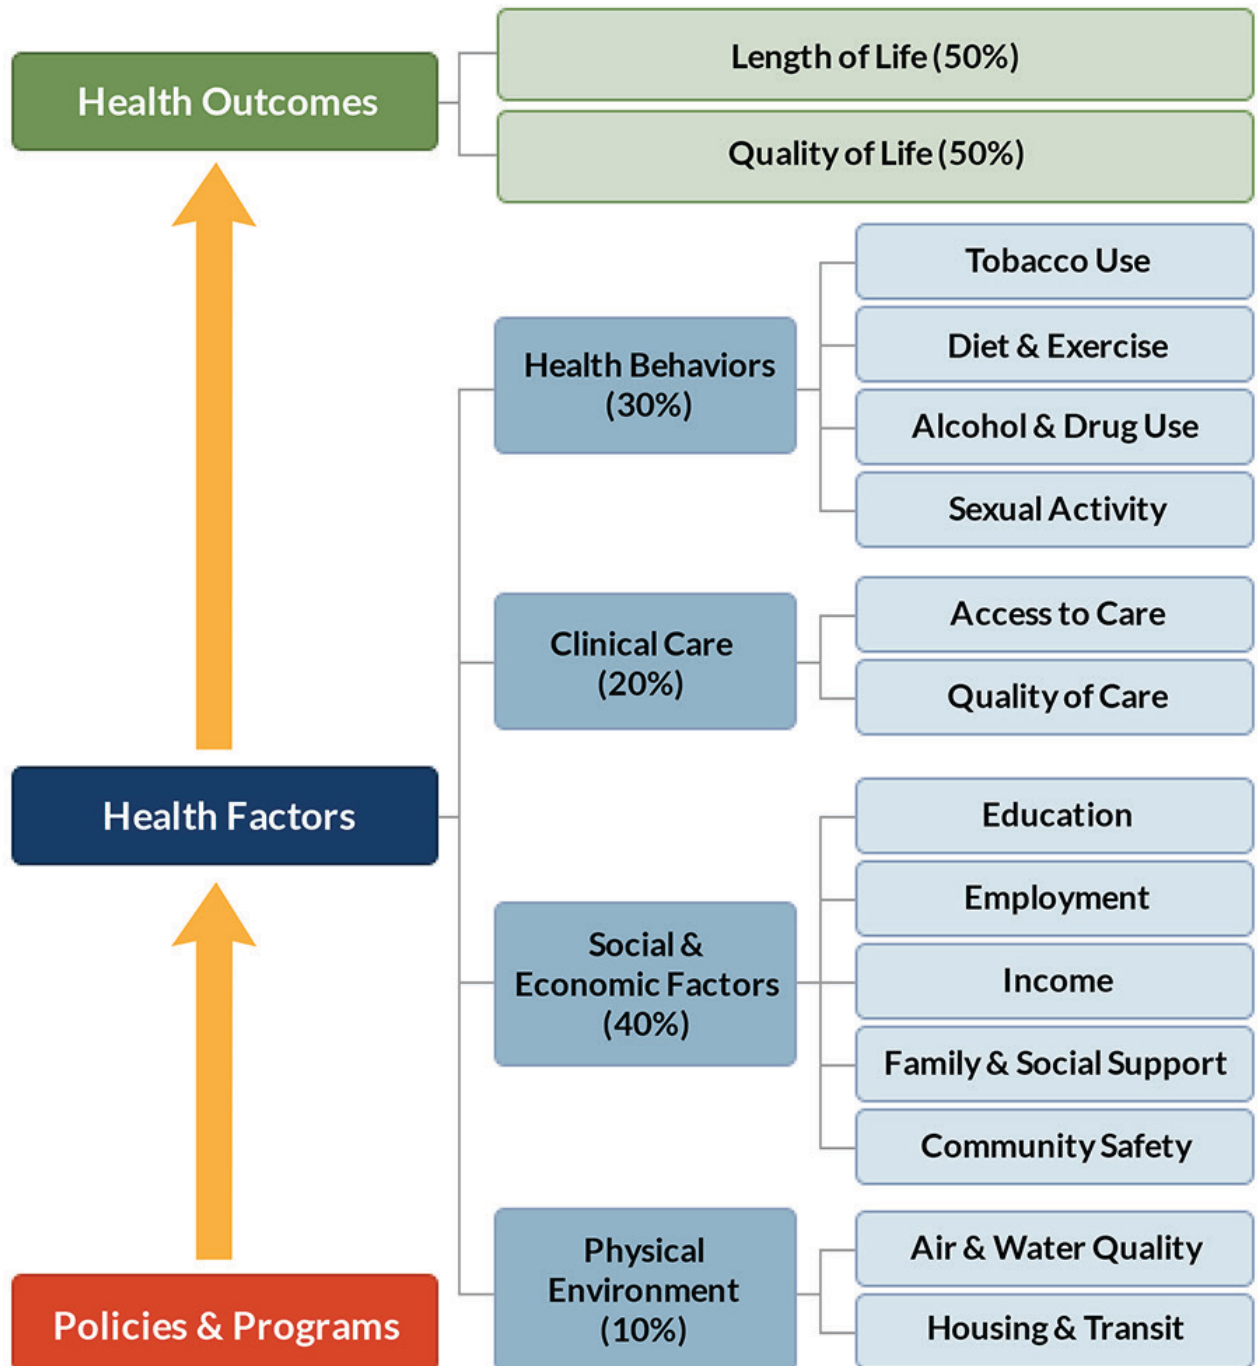 Health Outcomes
Length of Life (50%)
Quality of Life (50%)
Health Factors
Health Behaviors
(30%)
Tobacco Use
Diet & Exercise
Alcohol & Drug Use
Sexual Activity
Clinical Care
(20%)
Access to Care
Quality of Care
Social &
Economic Factors
(40%)
Education
Employment
Income
Family & Social Support
Community Safety
Physical
Environment
(10%)
Air & Water Quality
Housing & Transit
Policies & Programs